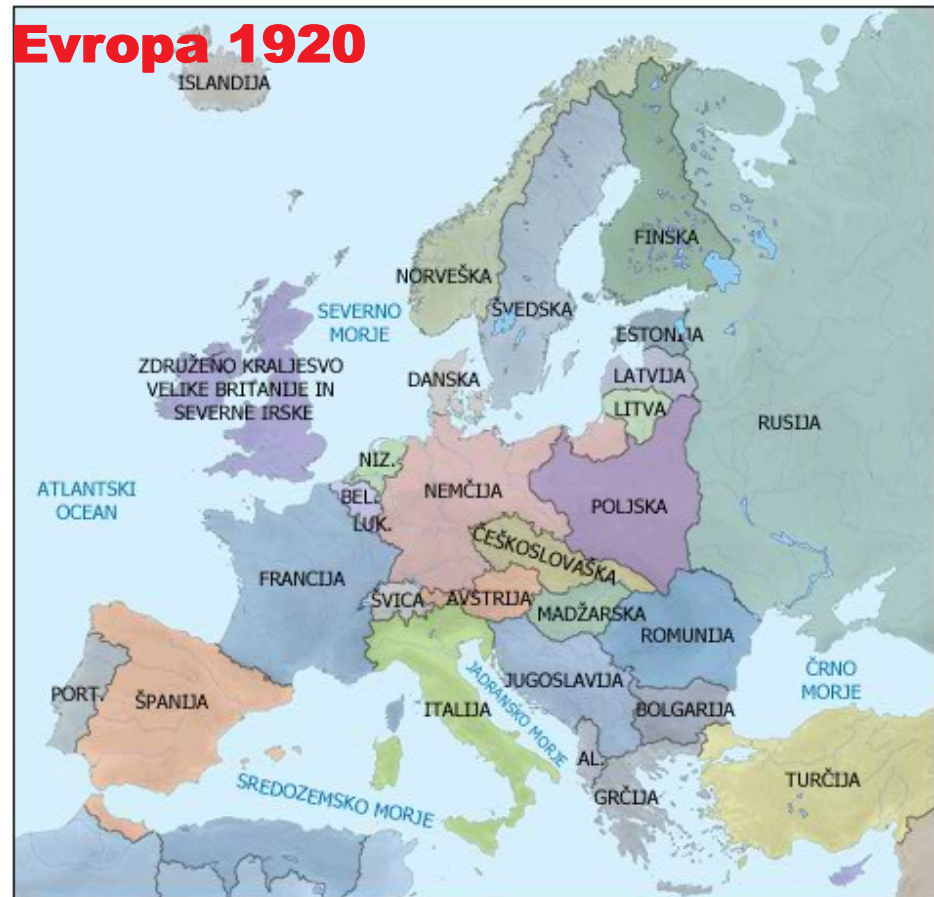 Evropa 1920
ISLANDIJA
FINSKA
NORVEŠKA
ŠVEDSKA
SEVERNO
MORJE
ESTONIJA
ZDRUŽENO KRALJESVO
VELIKE BRITANIJE IN
SEVERNE IRSKE
DANSKA
LATVIJA
LITVA
RUSIJA
NIZ.
ATLANTSKI
OCEAN
BEL.
NEMČIJA
POLJSKA
LUK.
ČEŠKOSLOVAŠKA
FRANCIJA
ŠVICA
AVSTRIJA
MADŽARSKA
ROMUNIJA
ČRNO
MORJE
PORT.
ŠPANIJA
ITALIJA
JADRANSKO MORJE
JUGOSLAVIJA
BOLGARIJA
AL.
GRČIJA
TURČIJA
SREDOZEMSKO MORJE